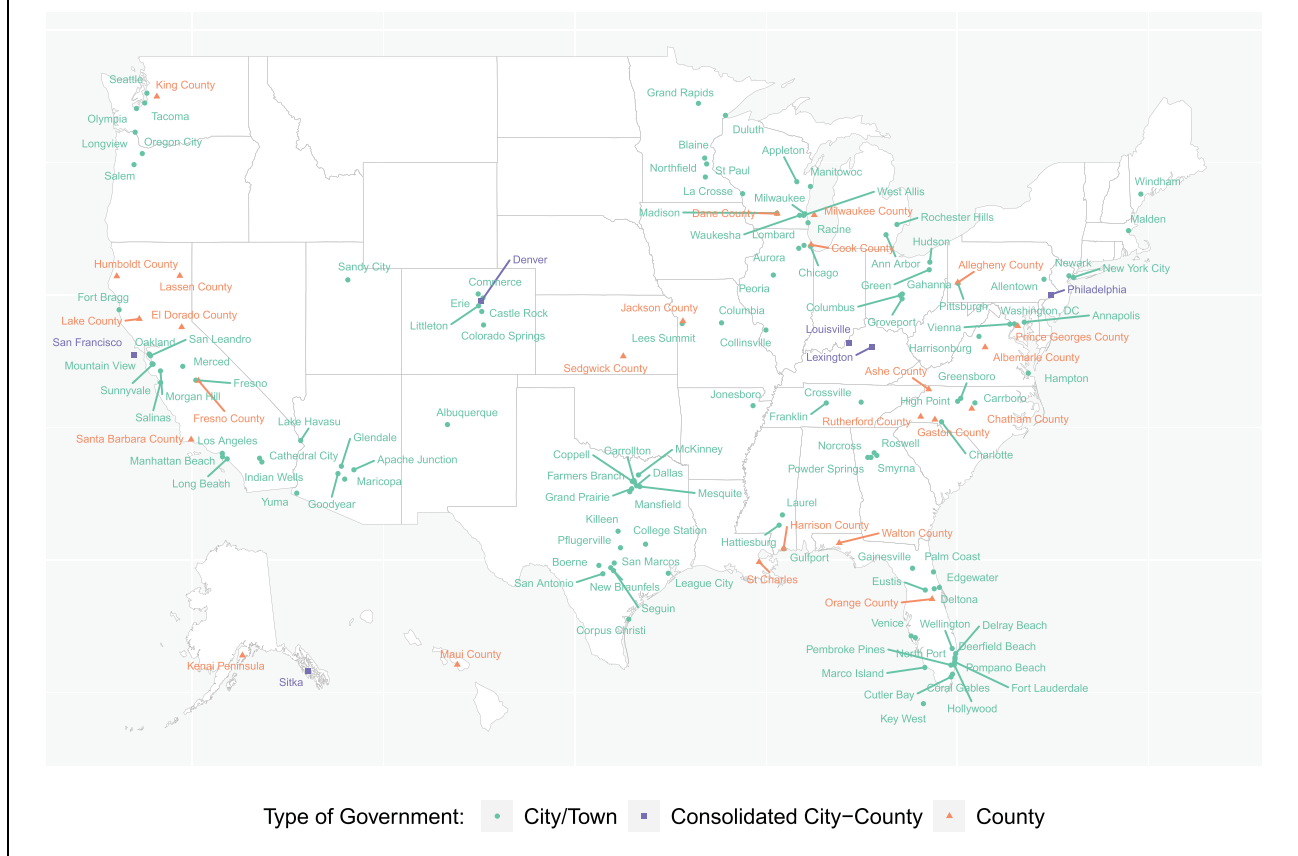 Seattle
King County
Olympia
Tacoma
Longview
Oregon City
Salem
Grand Rapids
Duluth
Blaine
Appleton
Northfield
St Paul
Manitowoc
La Crosse
Milwaukee
West Allis
Windham
Madison
Dane County
Milwaukee County
Rochester Hills
Malden
Waukesha
Lombard
Racine
Hudson
Cook County
Aurora
Chicago
Ann Arbor
Allegheny County
Newark
New York City
Humboldt County
Sandy City
Denver
Lassen County
Commerce
Peoria
Green
Gahanna
Allentown
Philadelphia
Fort Bragg
Erie
Castle Rock
Jackson County
Columbia
Columbus
Pittsburgh
Washington, DC
Annapolis
Lake County
El Dorado County
Littleton
Colorado Springs
Groveport
Vienna
San Francisco
Oakland
San Leandro
Lees Summit
Collinsville
Louisville
Harrisonburg
Prince Georges County
Mountain View
Merced
Sedgwick County
Lexington
Albemarle County
Sunnyvale
Morgan Hill
Fresno
Ashe County
Greensboro
Hampton
Salinas
Fresno County
Jonesboro
Crossville
High Point
Carrboro
Lake Havasu
Albuquerque
Franklin
Rutherford County
Chatham County
Santa Barbara County
Los Angeles
Glendale
Gaston County
Manhattan Beach
Cathedral City
Apache Junction
Coppell
Carrollton
McKinney
Norcross
Roswell
Charlotte
Long Beach
Indian Wells
Maricopa
Farmers Branch
Dallas
Powder Springs
Smyrna
Yuma
Goodyear
Grand Prairie
Mansfield
Mesquite
Laurel
Killeen
College Station
Harrison County
Walton County
Pflugerville
Hattiesburg
Gulfport
Gainesville
Palm Coast
Boerne
San Marcos
St Charles
Eustis
Edgewater
San Antonio
New Braunfels
League City
Orange County
Deltona
Seguin
Corpus Christi
Venice
Wellington
Delray Beach
Pembroke Pines
North Port
Deerfield Beach
Kenai Peninsula
Maui County
Marco Island
Pompano Beach
Sitka
Cutler Bay
Coral Gables
Fort Lauderdale
Key West
Hollywood
Type of Government: City/Town Consolidated City−County County